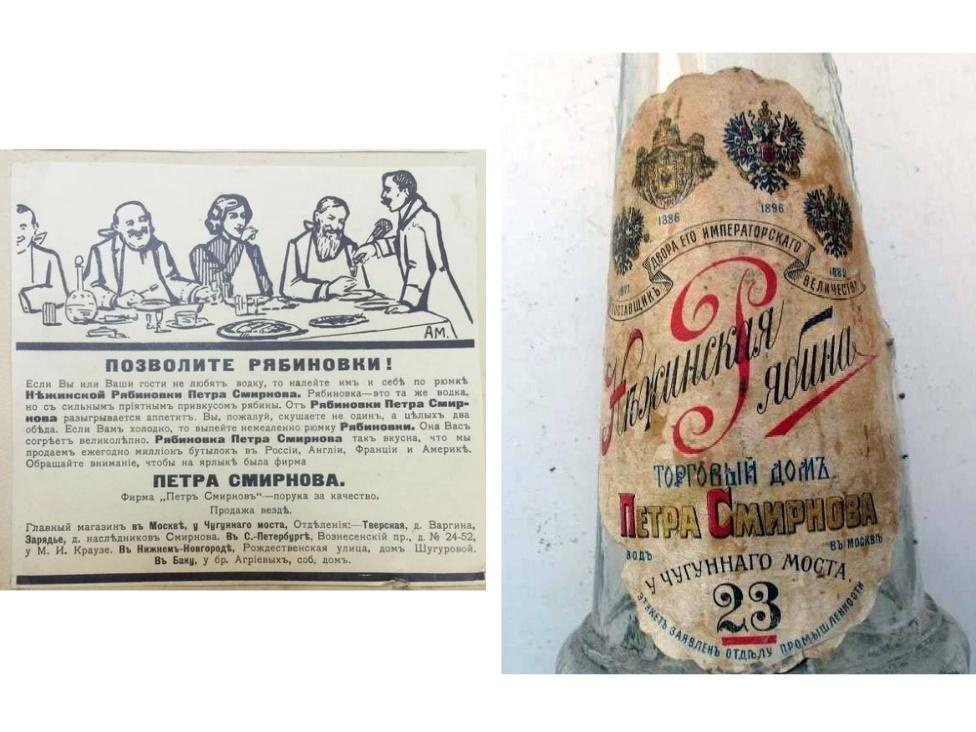 АМ.
ПОЗВОЛИТЕ РЯБИНОВКИ!
Если Вы или Ваши гости не любятъ водку, то налейте имъ и себѣ по рюмкѣ
Нѣжинской Рябиновки Петра Смирнова. Рябиновка—это та же водка,
но съ сильнымъ пріятнымъ привкусомъ рябины. Отъ Рябиновки Петра Смир-
нова разыгрывается аппетитъ. Вы, пожалуй, скушаете не одинъ, а цѣлыхъ два
обѣда. Если Вамъ холодно, то выпейте немедленно рюмку Рябиновки. Она Васъ
согрѣетъ великолѣпно. Рябиновка Петра Смирнова такъ вкусна, что мы
продаемъ ежегодно милліонъ бутылокъ въ Россіи, Англіи, Франціи и Америкѣ.
Обращайте вниманіе, чтобы на ярлыкѣ была фирма
ПЕТРА СМИРНОВА.
Фирма „Петръ Смирновъ“—порука за качество.
Продажа вездѣ.
Главный магазинъ въ Москвѣ, у Чугуннаго моста, Отдѣленія:—Тверская, д. Варгина,
Зарядье, д. наслѣдниковъ Смирнова. Въ С.-Петербургѣ, Вознесенскій пр., д. № 24-52,
у М. И. Краузе. Въ Нижнемъ-Новгородѣ, Рождественская улица, домъ Шугуровой.
Въ Баку, у бр. Агріевыхъ, соб. домъ.
1886
1896
1877
ПОСТАВЩИКЪ ДВОРА ЕГО ИМПЕРАТОРСКАГО ВЕЛИЧЕСТВА
Нѣжинская
Рябина
ТОРГОВЫЙ ДОМЪ
ПЕТРА СМИРНОВА
ВОДЪ
ВЪ МОСКВѢ
У ЧУГУННАГО МОСТА.
23
ЭТИКЕТЪ ЗАЯВЛЕНЪ ОТДѢЛУ ПРОМЫШЛЕННОСТИ